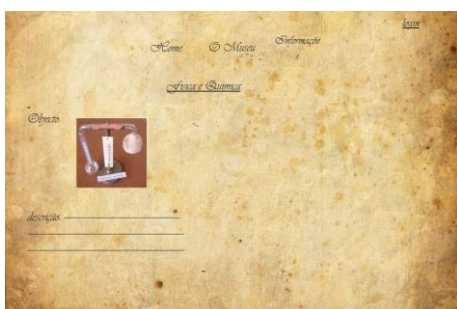 login
Home O Museu Informação
Física e Química
Objecto
descrição